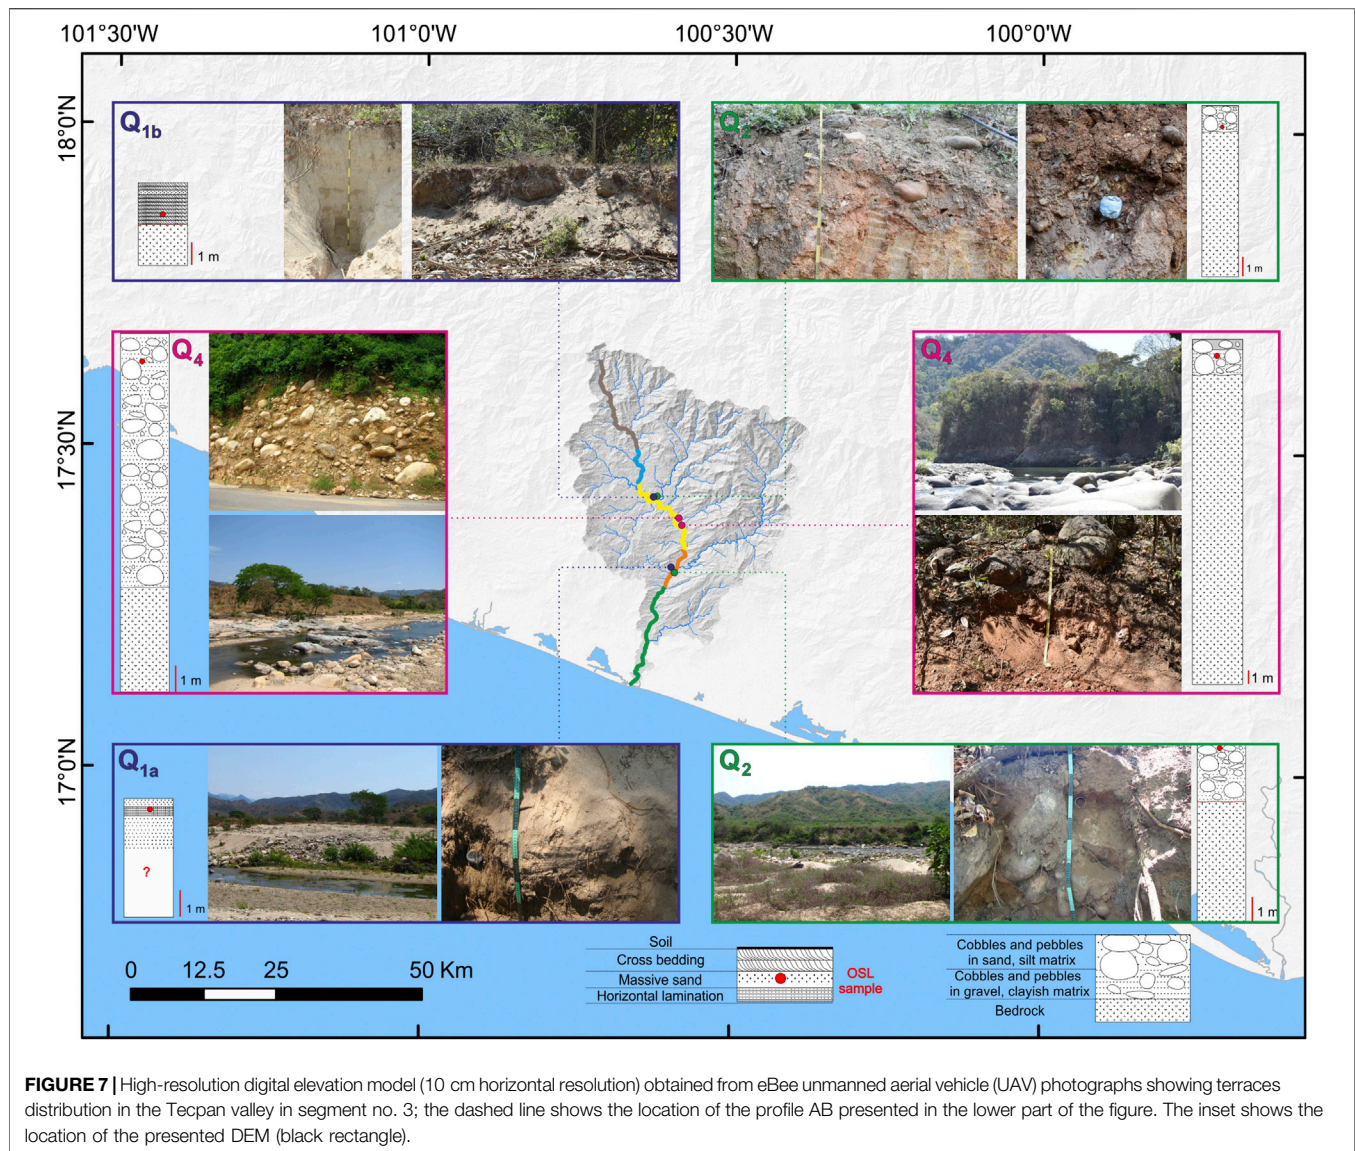 101°30'W 101°0'W 100°30'W 100°0'W
18°0'N
17°30'N
17°0'N
Q1b
1 m
Q2
1 m
Q4
1 m
Q4
1 m
Q1a
?
1 m
Q2
1 m
0 12.5 25 50 Km
Soil
Cross bedding
Massive sand
Horizontal lamination
OSL
sample
Cobbles and pebbles
in sand, silt matrix
Cobbles and pebbles
in gravel, clayish matrix
Bedrock
FIGURE 7 | High-resolution digital elevation model (10 cm horizontal resolution) obtained from eBee unmanned aerial vehicle (UAV) photographs showing terraces
distribution in the Tecpan valley in segment no. 3; the dashed line shows the location of the profile AB presented in the lower part of the figure. The inset shows the
location of the presented DEM (black rectangle).